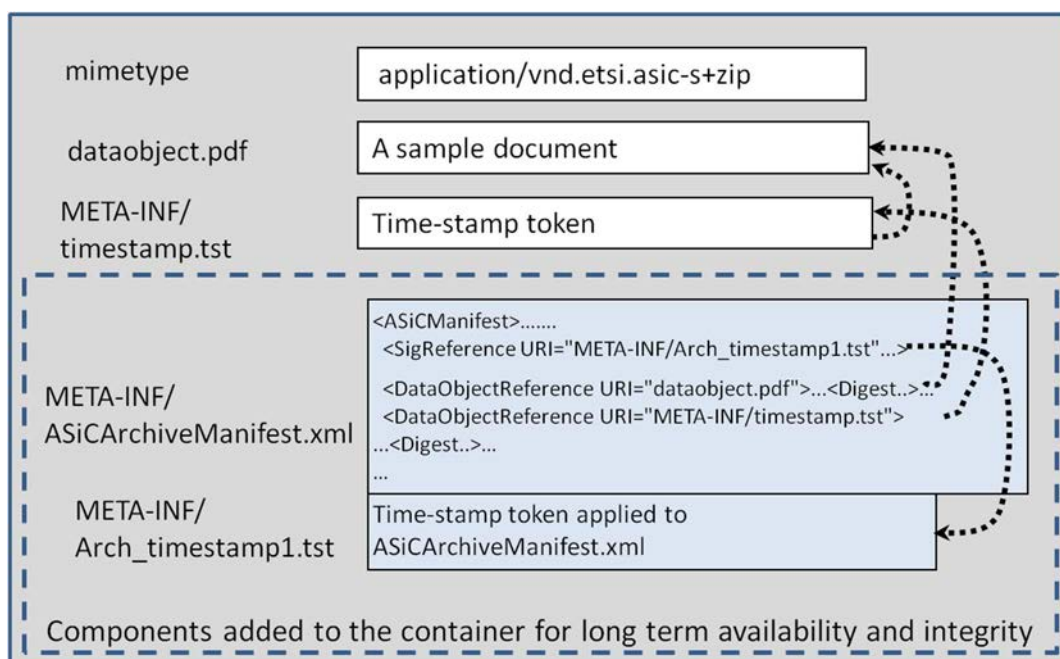 mimetype
application/vnd.etsi.asic-s+zip
dataobject.pdf
A sample document
META-INF/
timestamp.tst
Time-stamp token
META-INF/
ASiCArchiveManifest.xml
<ASiCManifest>.......
<SigReference URI="META-INF/Arch_timestamp1.tst"...>
<DataObjectReference URI="dataobject.pdf">...<Digest..>...
<DataObjectReference URI="META-INF/timestamp.tst">
...<Digest..>...
...
META-INF/
Arch_timestamp1.tst
Time-stamp token applied to
ASiCArchiveManifest.xml
Components added to the container for long term availability and integrity